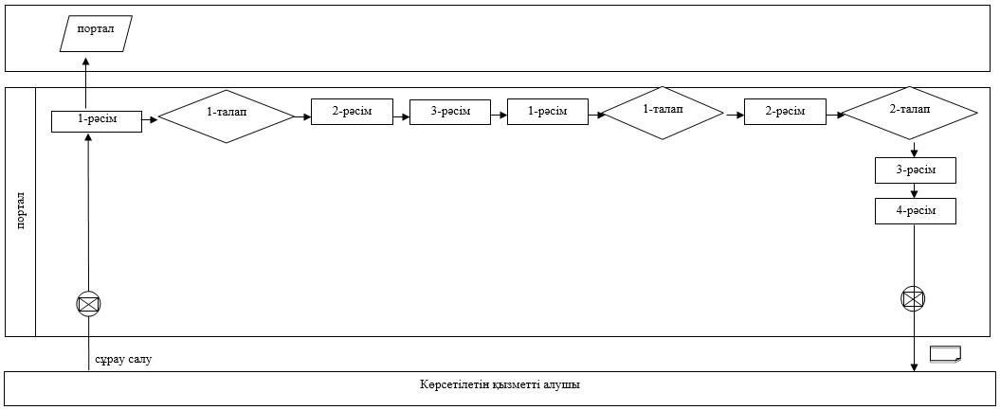 портал
портал
1-рәсім
1-талап
2-рәсім
3-рәсім
1-рәсім
1-талап
2-рәсім
2-талап
3-рәсім
4-рәсім
сұрау салу
Көрсетілетін қызметті алушы